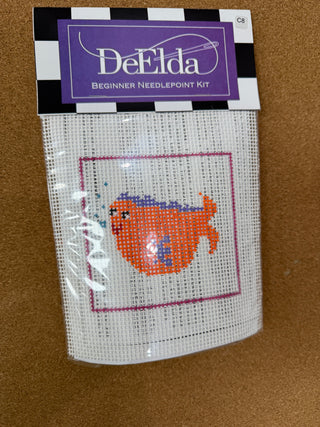 C8
DeElda
BEGINNER NEEDLEPOINT KIT